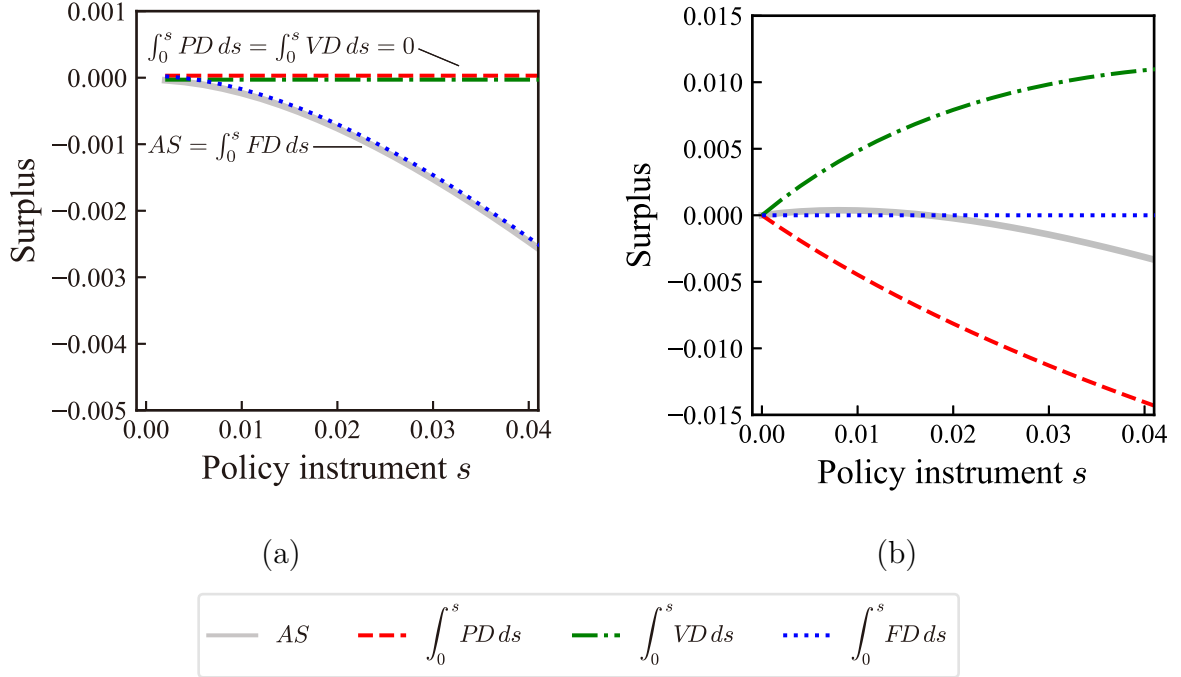 0.001
∫₀ˢ PD ds = ∫₀ˢ VD ds = 0
0.000
−0.001
AS = ∫₀ˢ FD ds
−0.002
−0.003
−0.004
−0.005
Surplus
0.00 0.01 0.02 0.03 0.04
Policy instrument s
(a)
0.015
0.010
0.005
0.000
−0.005
−0.010
−0.015
Surplus
0.00 0.01 0.02 0.03 0.04
Policy instrument s
(b)
AS ∫₀ˢ PD ds ∫₀ˢ VD ds ∫₀ˢ FD ds